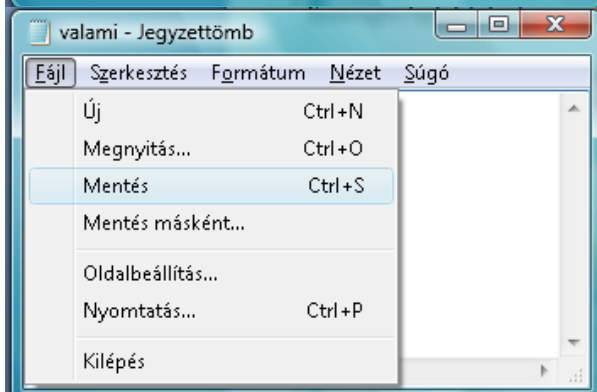 valami - Jegyzettömb
Fájl Szerkesztés Formátum Nézet Súgó
Új Ctrl+N
Megnyitás... Ctrl+O
Mentés Ctrl+S
Mentés másként...
Oldalbeállítás...
Nyomtatás... Ctrl+P
Kilépés